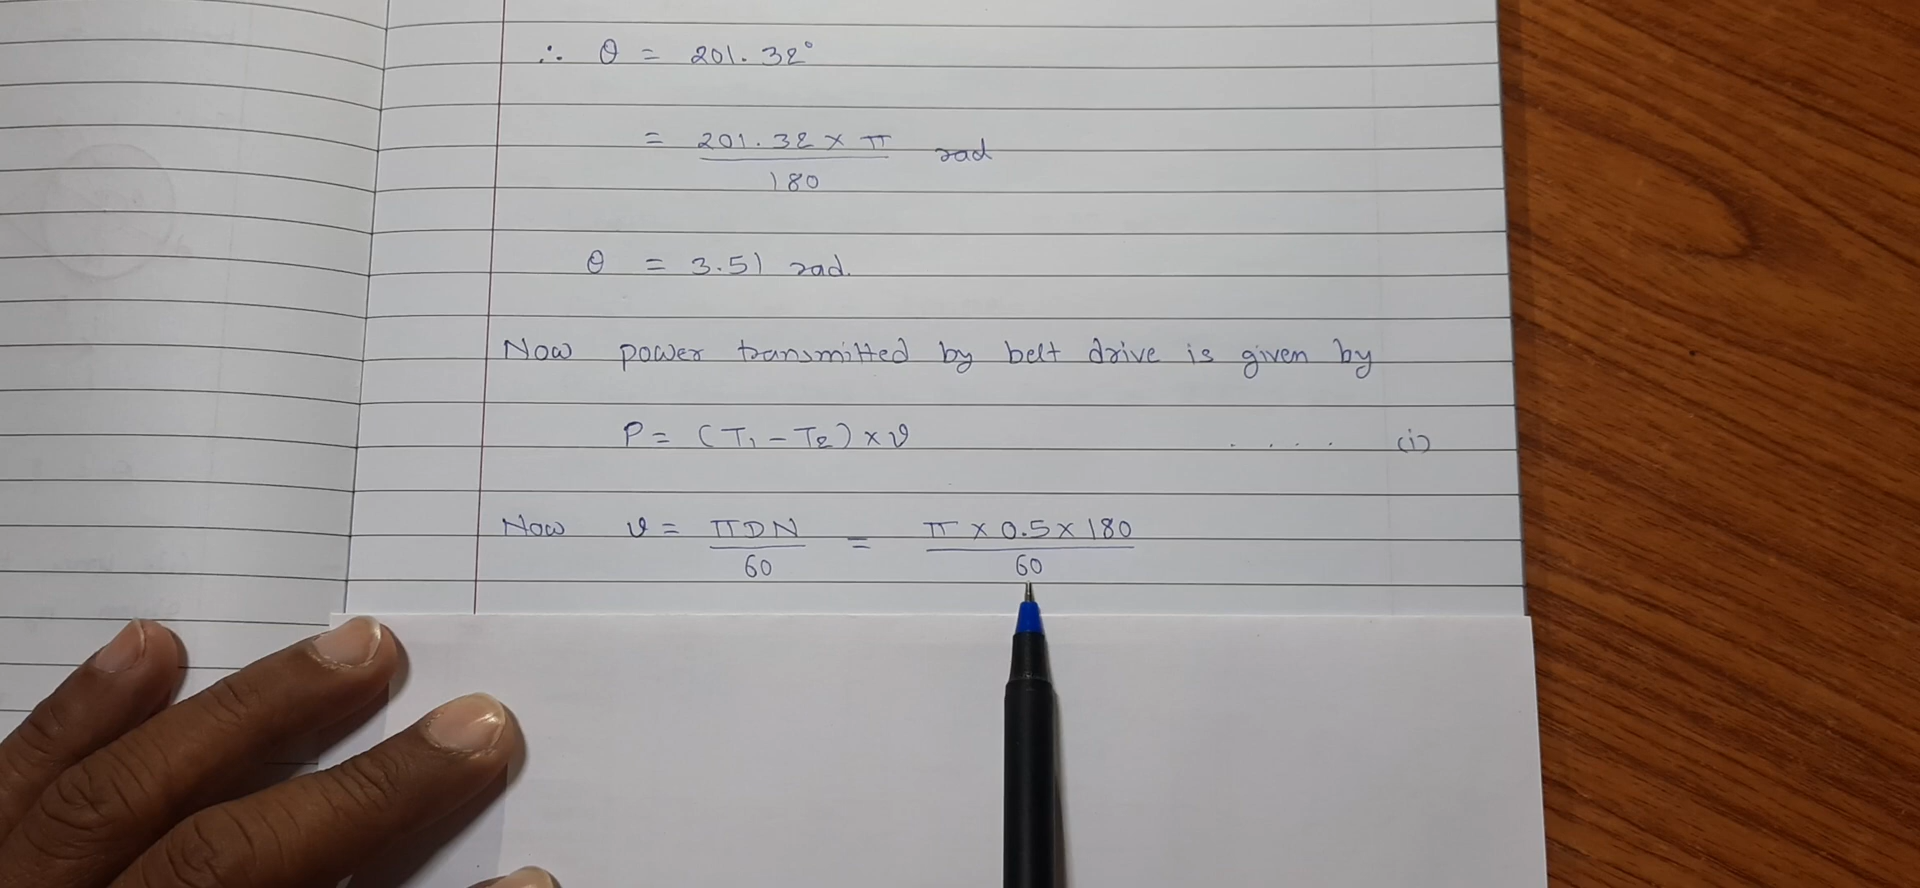 ∴ θ = 201.32°
= 201.32 × π / 180 rad
θ = 3.51 rad.
Now power transmitted by belt drive is given by
P = (T₁ - T₂) × v .... (i)
Now v = πDN / 60 = π × 0.5 × 180 / 60